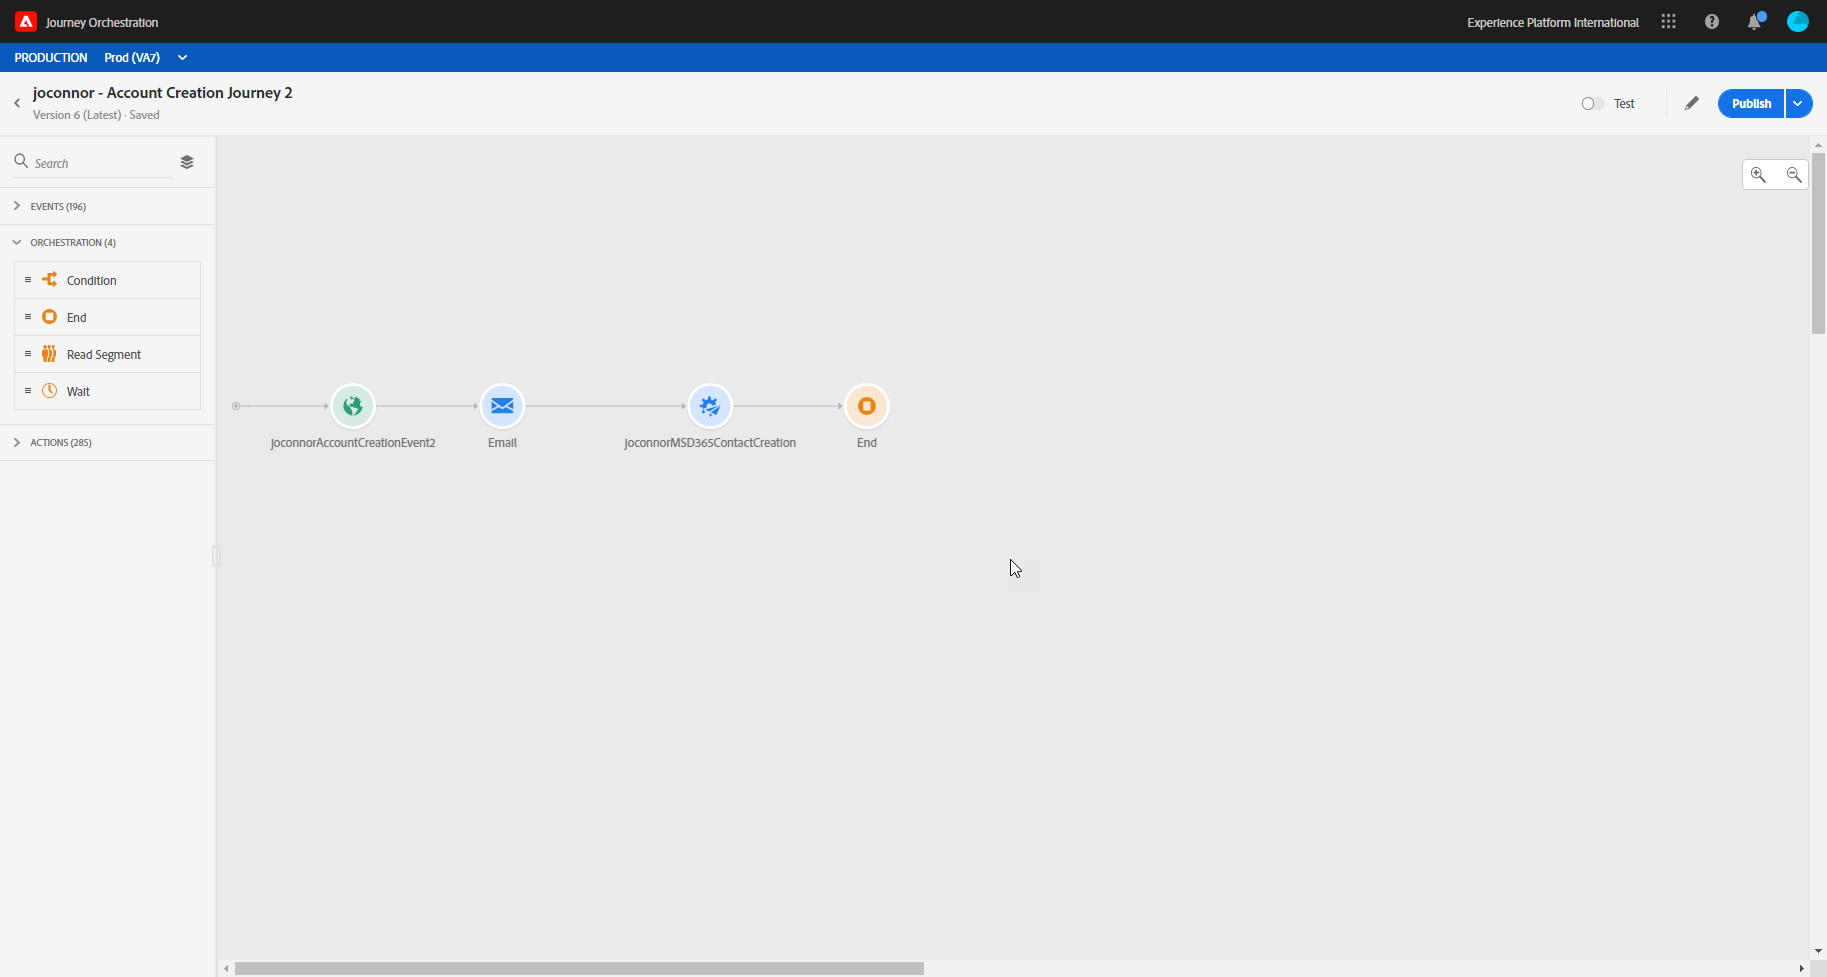 Journey Orchestration
Experience Platform International
PRODUCTION Prod (VA7)
joconnor - Account Creation Journey 2
Version 6 (Latest) · Saved
Test
Publish
Search
EVENTS (196)
ORCHESTRATION (4)
Condition
End
Read Segment
Wait
ACTIONS (285)
joconnorAccountCreationEvent2
Email
joconnorMSD365ContactCreation
End